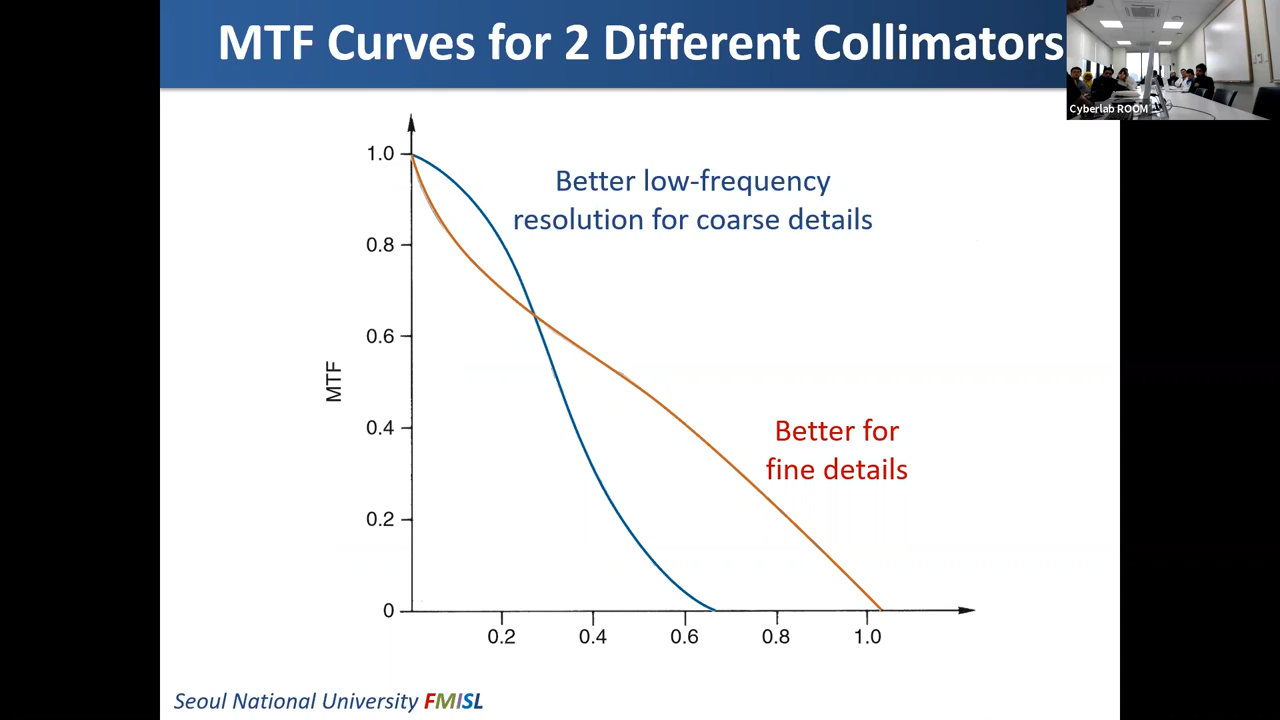 MTF Curves for 2 Different Collimators
Cyberlab ROOM
Better low-frequency
resolution for coarse details
Better for
fine details
MTF
1.0
0.8
0.6
0.4
0.2
0
0.2 0.4 0.6 0.8 1.0
Seoul National University FMISL